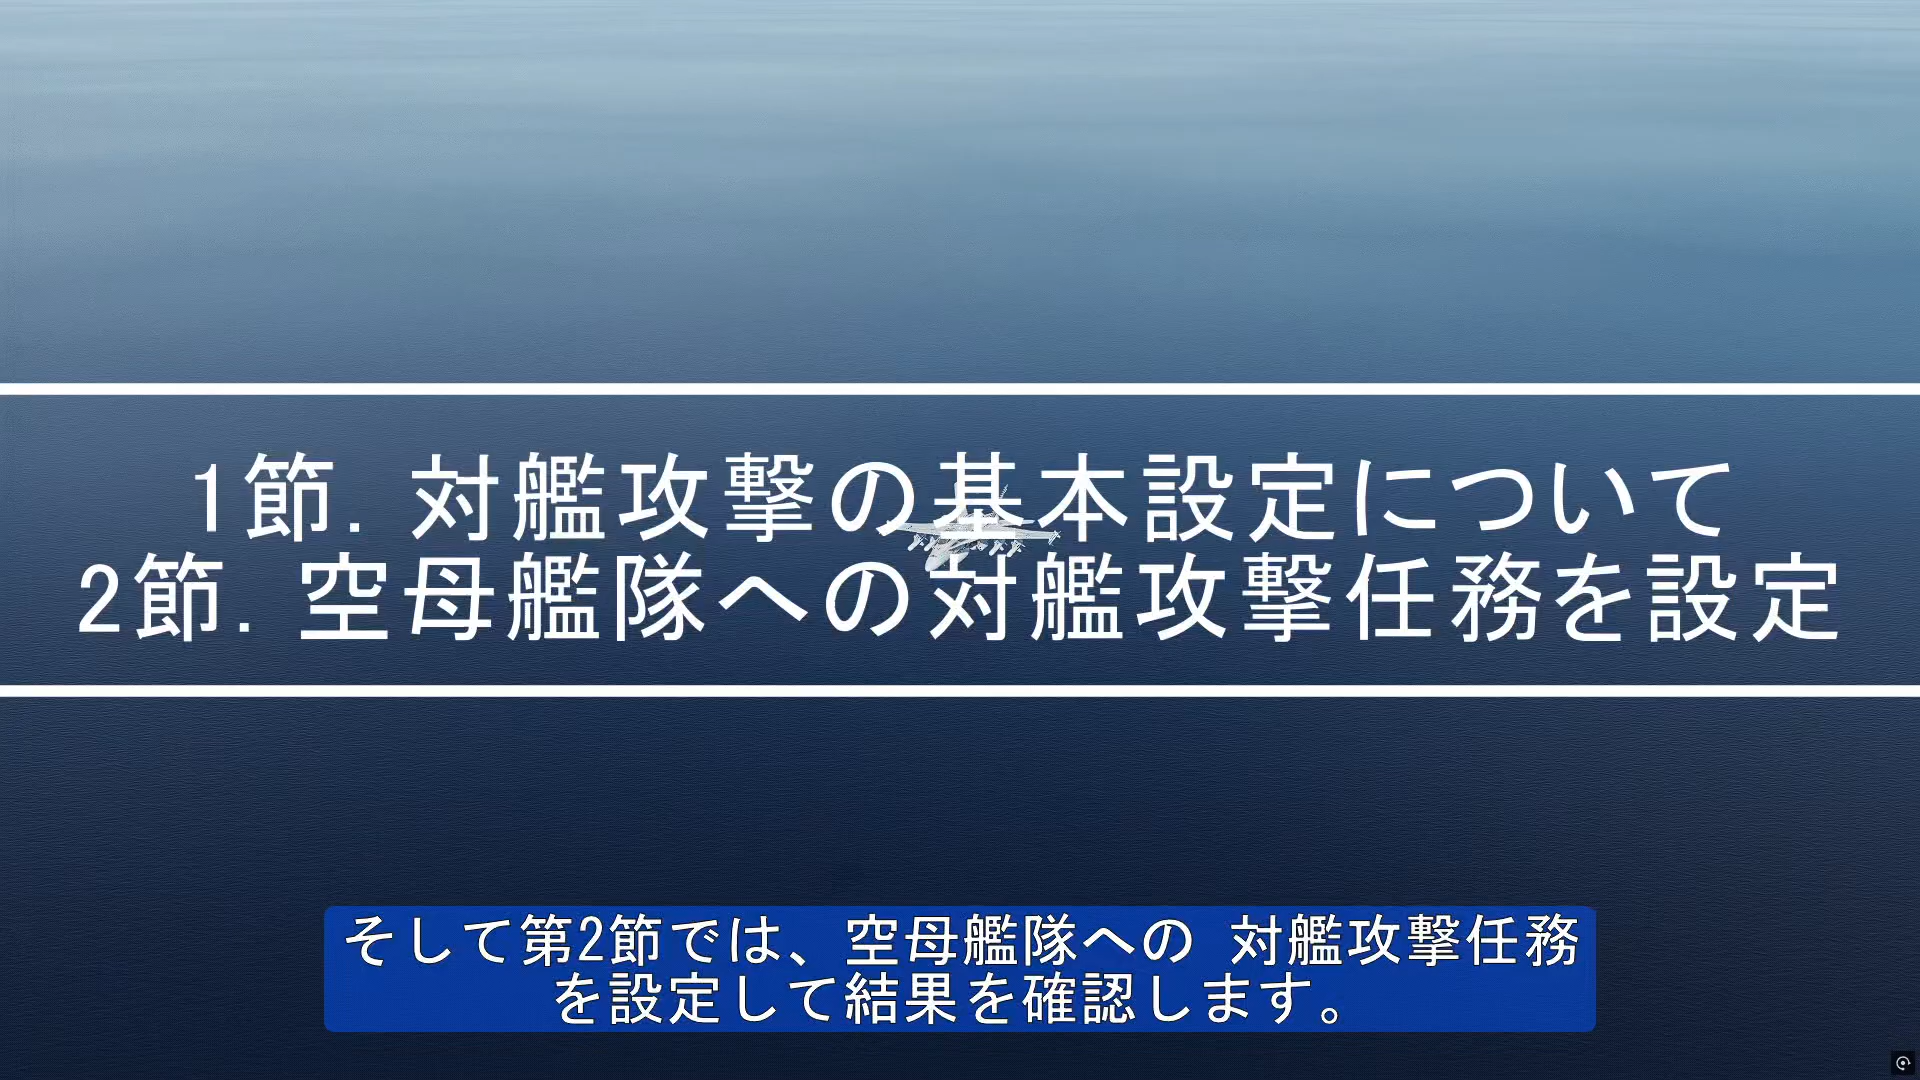 1節. 対艦攻撃の基本設定について
2節. 空母艦隊への対艦攻撃任務を設定
そして第2節では、空母艦隊への 対艦攻撃任務
を設定して結果を確認します。